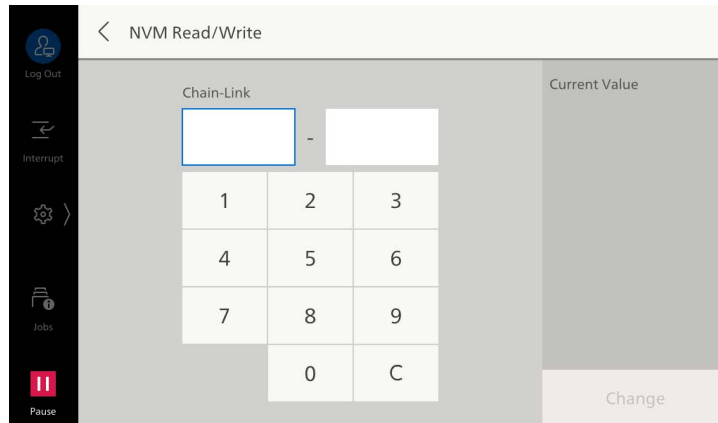 NVM Read/Write
Log Out
Interrupt
Jobs
Pause
Chain-Link
-
1 2 3
4 5 6
7 8 9
0 C
Current Value
Change